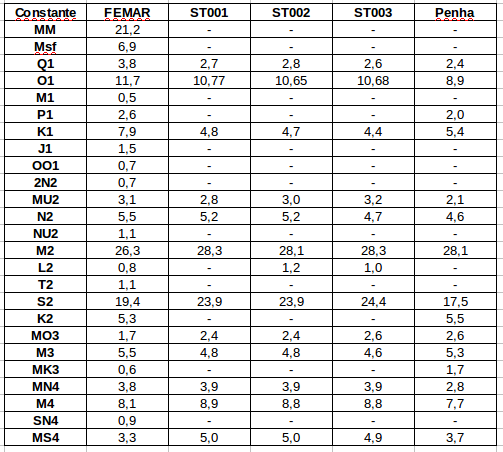 Constante FEMAR ST001 ST002 ST003 Penha
MM 21,2 - - - -
Msf 6,9 - - - -
Q1 3,8 2,7 2,8 2,6 2,4
O1 11,7 10,77 10,65 10,68 8,9
M1 0,5 - - - -
P1 2,6 - - - 2,0
K1 7,9 4,8 4,7 4,4 5,4
J1 1,5 - - - -
OO1 0,7 - - - -
2N2 0,7 - - - -
MU2 3,1 2,8 3,0 3,2 2,1
N2 5,5 5,2 5,2 4,7 4,6
NU2 1,1 - - - -
M2 26,3 28,3 28,1 28,3 28,1
L2 0,8 - 1,2 1,0 -
T2 1,1 - - - -
S2 19,4 23,9 23,9 24,4 17,5
K2 5,3 - - - 5,5
MO3 1,7 2,4 2,4 2,6 2,6
M3 5,5 4,8 4,8 4,6 5,3
MK3 0,6 - - - 1,7
MN4 3,8 3,9 3,9 3,9 2,8
M4 8,1 8,9 8,8 8,8 7,7
SN4 0,9 - - - -
MS4 3,3 5,0 5,0 4,9 3,7